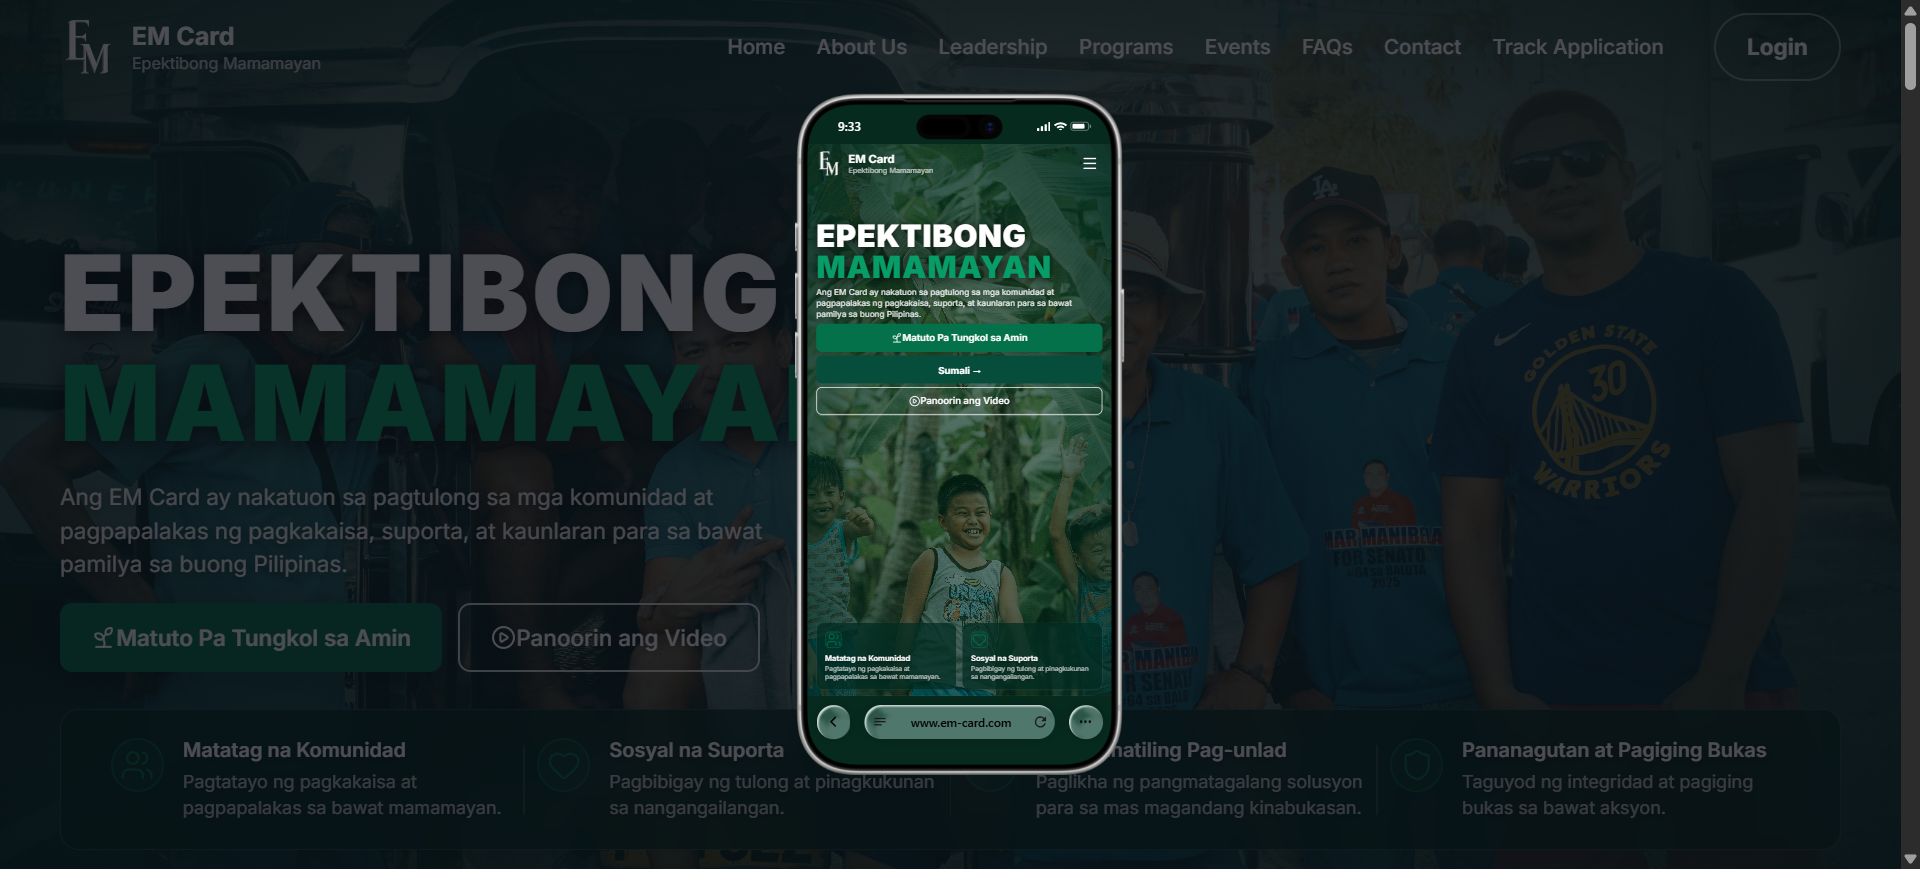 EM Card
Epektibong Mamamayan
Home About Us Leadership Programs Events FAQs Contact Track Application
Login
EPEKTIBONG
Ang EM Card ay nakatuon sa pagtulong sa mga komunidad at
pagpapalakas ng pagkakaisa, suporta, at kaunlaran para sa bawat
pamilya sa buong Pilipinas.
Matuto Pa Tungkol sa Amin
Panoorin ang Video
9:33
EM Card
Epektibong Mamamayan
EPEKTIBONG
MAMAMAYAN
Ang EM Card ay nakatuon sa pagtulong sa mga komunidad at
pagpapalakas ng pagkakaisa, suporta, at kaunlaran para sa bawat
pamilya sa buong Pilipinas.
Matuto Pa Tungkol sa Amin
Sumali →
Panoorin ang Video
Matatag na Komunidad
Pagtatayo ng pagkakaisa at
pagpapalakas sa bawat mamamayan.
Sosyal na Suporta
Pagbibigay ng tulong at pinagkukunan
sa nangangailangan.
www.em-card.com
LA
GOLDEN STATE
30
WARRIORS
FOR SENATO
2025
Matatag na Komunidad
Pagtatayo ng pagkakaisa at
pagpapalakas sa bawat mamamayan.
Sosyal na Suporta
Pagbibigay ng tulong at pinagkukunan
sa nangangailangan.
Pag-unlad
Paglikha ng pangmatagalang solusyon
para sa mas magandang kinabukasan.
Pananagutan at Pagiging Bukas
Taguyod ng integridad at pagiging
bukas sa bawat aksyon.